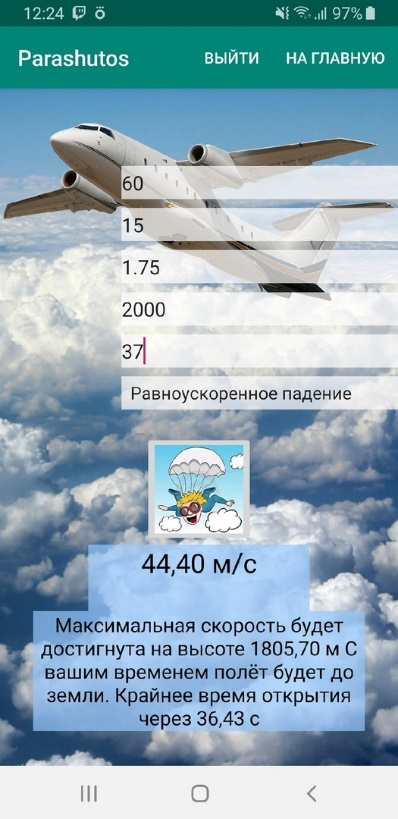 12:24 97%
Parashutos ВЫЙТИ НА ГЛАВНУЮ
60
15
1.75
2000
37
Равноускоренное падение
44,40 м/с
Максимальная скорость будет
достигнута на высоте 1805,70 м С
вашим временем полёт будет до
земли. Крайнее время открытия
через 36,43 с